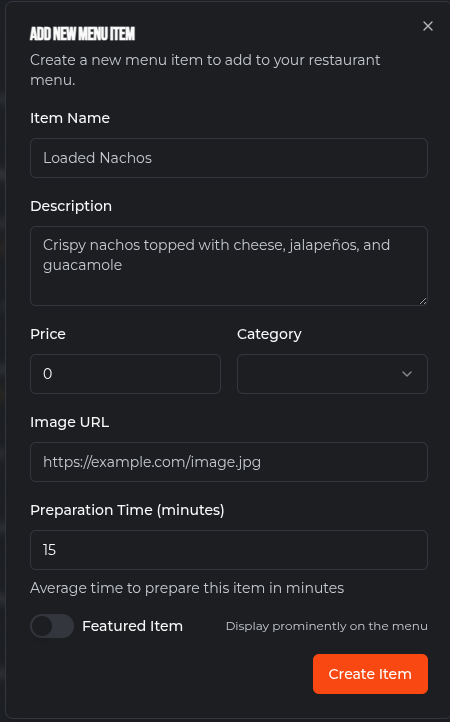 ADD NEW MENU ITEM
Create a new menu item to add to your restaurant
menu.
Item Name
Loaded Nachos
Description
Crispy nachos topped with cheese, jalapeños, and
guacamole
Price
Category
0
Image URL
https://example.com/image.jpg
Preparation Time (minutes)
15
Average time to prepare this item in minutes
Featured Item
Display prominently on the menu
Create Item